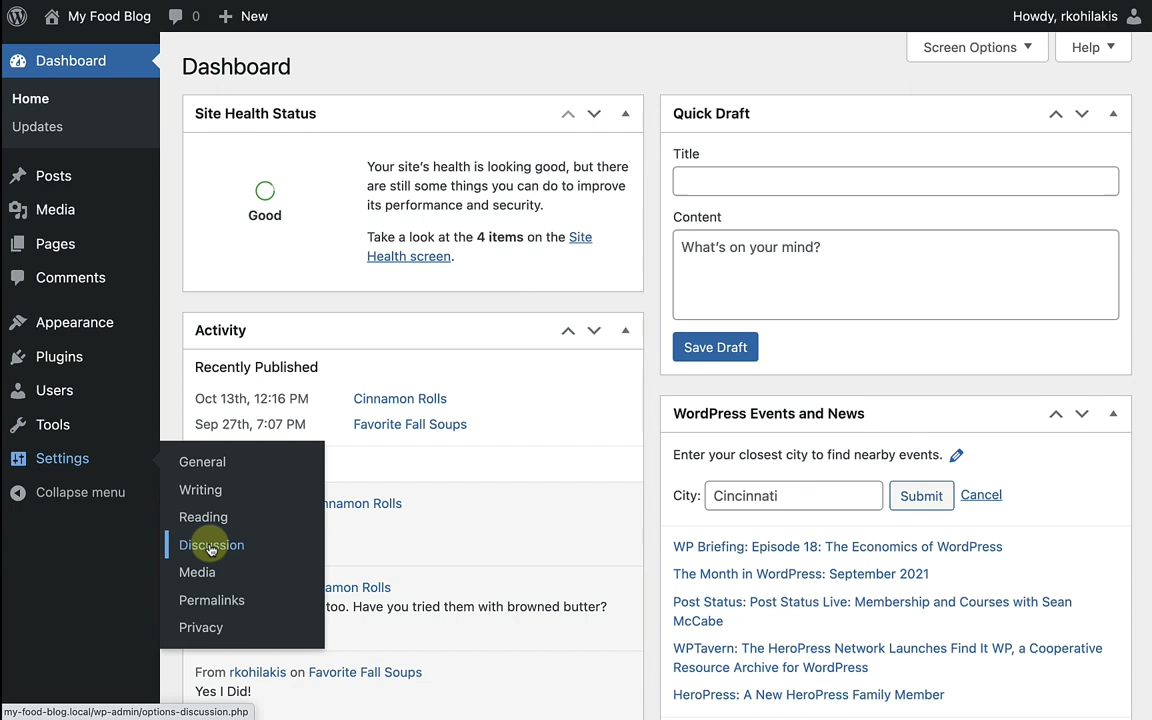 My Food Blog 0 New Howdy, rkohilakis
Dashboard
Home
Updates
Posts
Media
Pages
Comments
Appearance
Plugins
Users
Tools
Settings
Collapse menu
General
Writing
Reading
Discussion
Media
Permalinks
Privacy
Screen Options Help
Dashboard
Site Health Status
Good
Your site's health is looking good, but there
are still some things you can do to improve
its performance and security.
Take a look at the 4 items on the Site
Health screen.
Activity
Recently Published
Oct 13th, 12:16 PM Cinnamon Rolls
Sep 27th, 7:07 PM Favorite Fall Soups
nnamon Rolls
amon Rolls
too. Have you tried them with browned butter?
From rkohilakis on Favorite Fall Soups
Yes I Did!
Quick Draft
Title
Content
What's on your mind?
Save Draft
WordPress Events and News
Enter your closest city to find nearby events.
City: Cincinnati Submit Cancel
WP Briefing: Episode 18: The Economics of WordPress
The Month in WordPress: September 2021
Post Status: Post Status Live: Membership and Courses with Sean
McCabe
WPTavern: The HeroPress Network Launches Find It WP, a Cooperative
Resource Archive for WordPress
HeroPress: A New HeroPress Family Member
my-food-blog.local/wp-admin/options-discussion.php